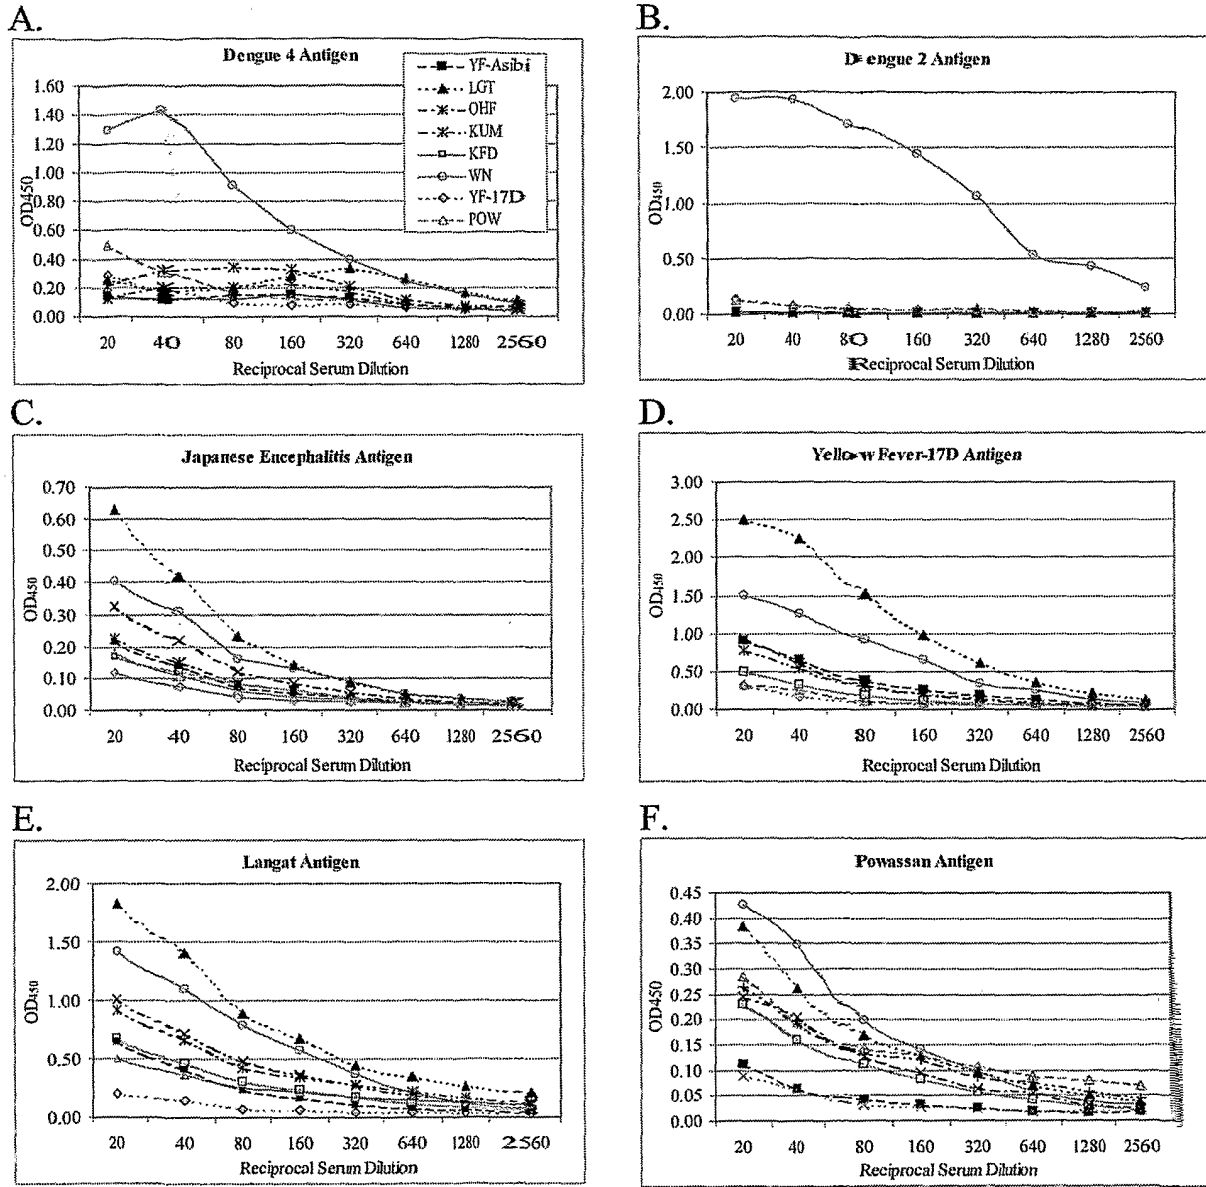 A.
Dengue 4 Antigen
1.60
1.40
1.20
1.00
0.80
0.60
0.40
0.20
0.00
OD450
YF-Asibi
LGT
OHF
KUM
KFD
WN
YF-17D
POW
20 40 80 160 320 640 1280 2560
Reciprocal Serum Dilution
B.
Dengue 2 Antigen
2.00
1.50
1.00
0.50
0.00
OD450
20 40 80 160 320 640 1280 2560
Reciprocal Serum Dilution
C.
Japanese Encephalitis Antigen
0.70
0.60
0.50
0.40
0.30
0.20
0.10
0.00
OD450
20 40 80 160 320 640 1280 2560
Reciprocal Serum Dilution
D.
Yellow Fever-17D Antigen
3.00
2.50
2.00
1.50
1.00
0.50
0.00
OD450
20 40 80 160 320 640 1280 2560
Reciprocal Serum Dilution
E.
Langat Antigen
2.00
1.50
1.00
0.50
0.00
OD450
20 40 80 160 320 640 1280 2560
Reciprocal Serum Dilution
F.
Powassan Antigen
0.45
0.40
0.35
0.30
0.25
0.20
0.15
0.10
0.05
0.00
OD450
20 40 80 160 320 640 1280 2560
Reciprocal Serum Dilution